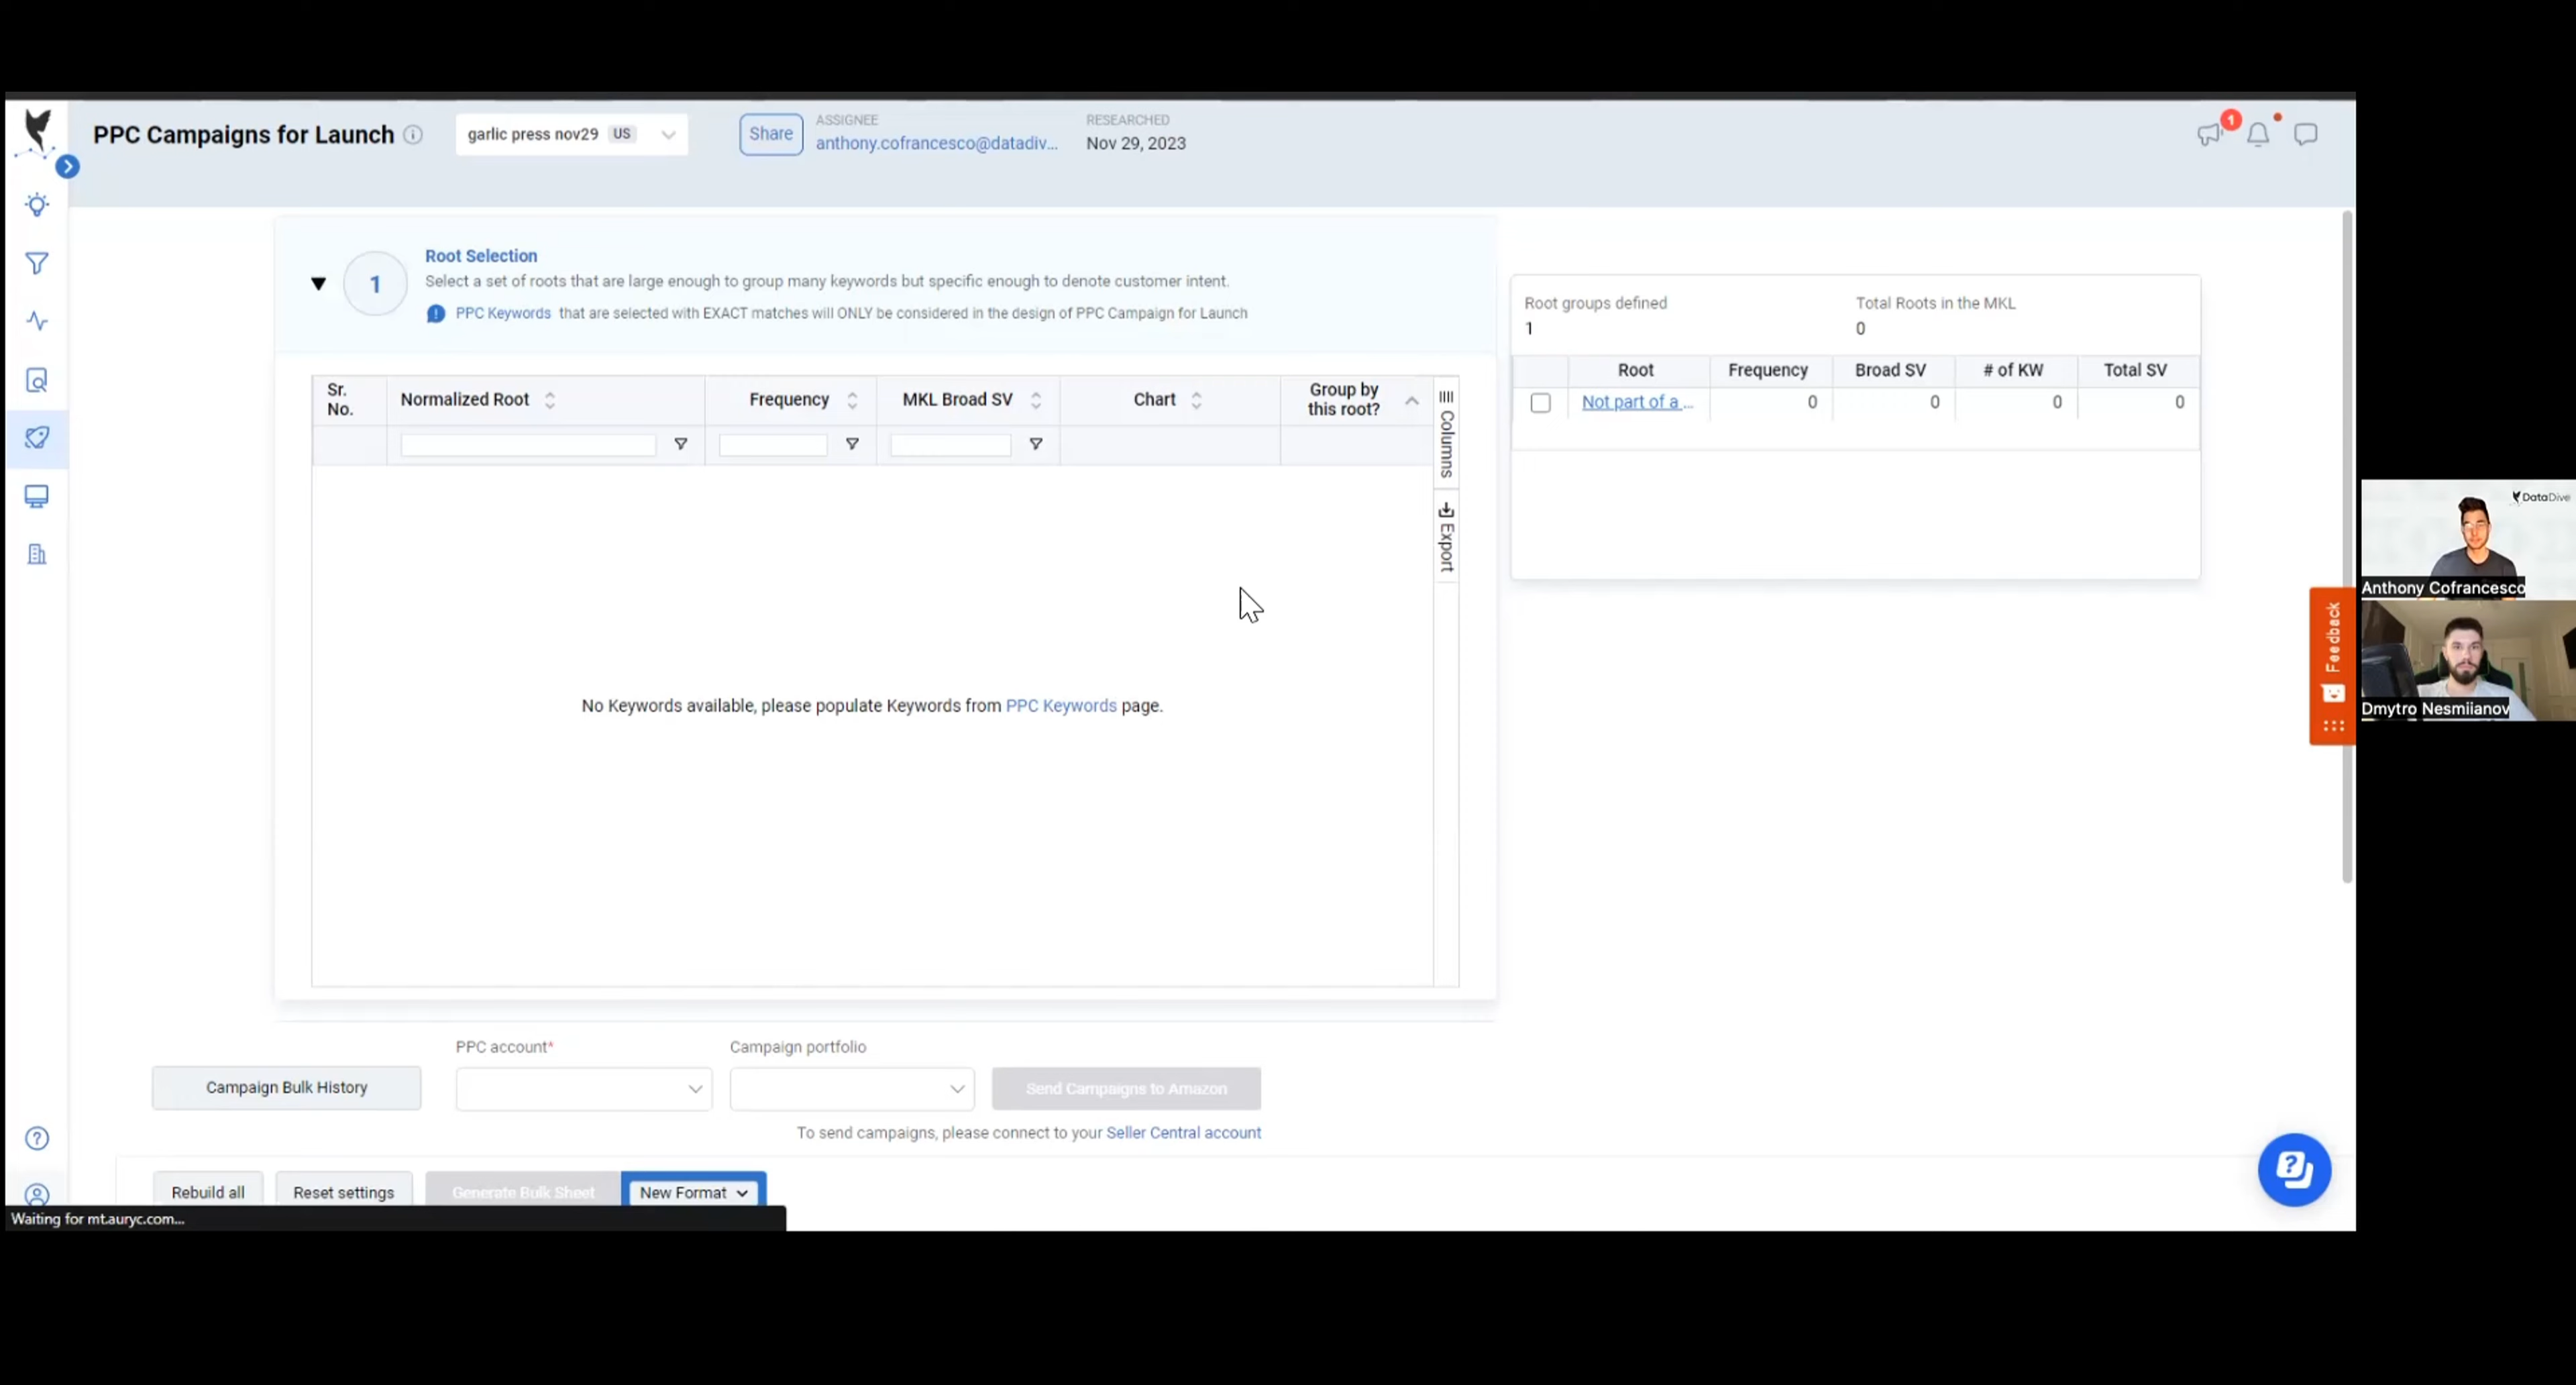 PPC Campaigns for Launch
garlic press nov29 US
Share
ASSIGNEE
anthony.cofrancesco@datadiv...
RESEARCHED
Nov 29, 2023
1
1
Root Selection
Select a set of roots that are large enough to group many keywords but specific enough to denote customer intent.
PPC Keywords that are selected with EXACT matches will ONLY be considered in the design of PPC Campaign for Launch
Sr. No.
Normalized Root
Frequency
MKL Broad SV
Chart
Group by this root?
Columns
Export
No Keywords available, please populate Keywords from PPC Keywords page.
Root groups defined
1
Total Roots in the MKL
0
Root Frequency Broad SV # of KW Total SV
Not part of a ... 0 0 0 0
Feedback
DataDive
Anthony Cofrancesco
Dmytro Nesmiianov
PPC account*
Campaign portfolio
Campaign Bulk History
Send Campaigns to Amazon
To send campaigns, please connect to your Seller Central account
Rebuild all
Reset settings
Generate Bulk Sheet
New Format
Waiting for mt.auryc.com...